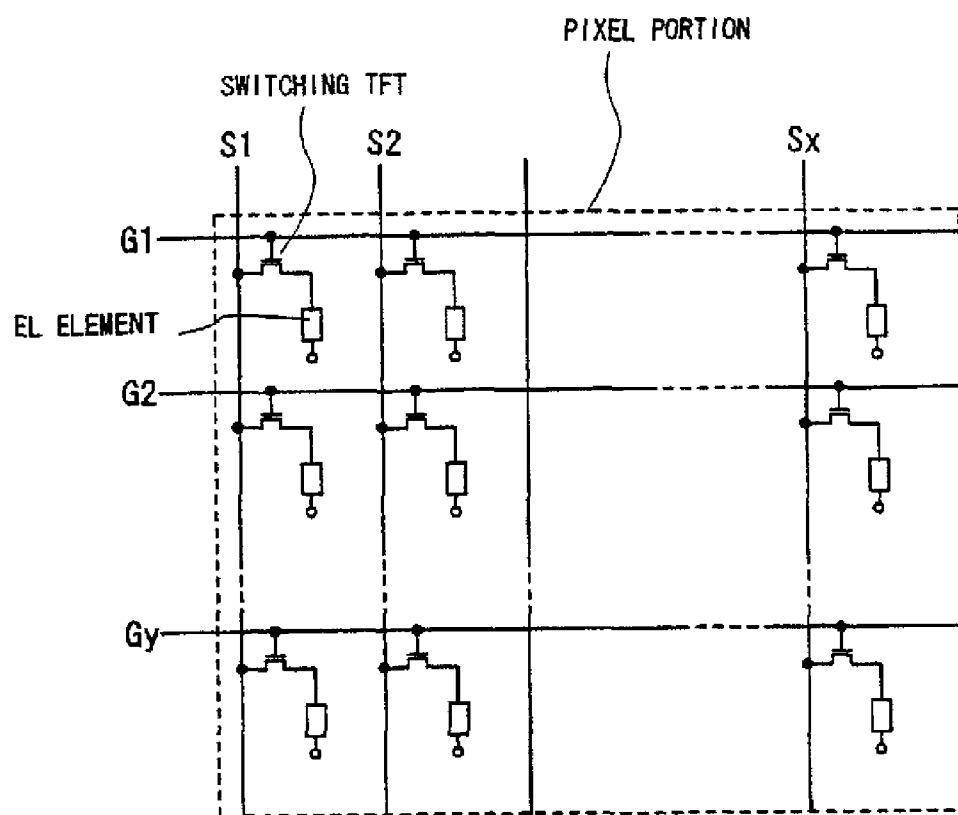 PIXEL PORTION
SWITCHING TFT
S1
S2
Sx
G1
EL ELEMENT
G2
Gy